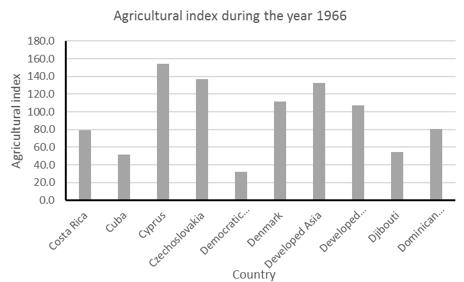 Agricultural index during the year 1966
180.0
160.0
140.0
120.0
100.0
80.0
60.0
40.0
20.0
0.0
Agricultural index
Costa Rica
Cuba
Cyprus
Czechoslovakia
Democratic...
Denmark
Developed Asia
Developed...
Djibouti
Dominican...
Country